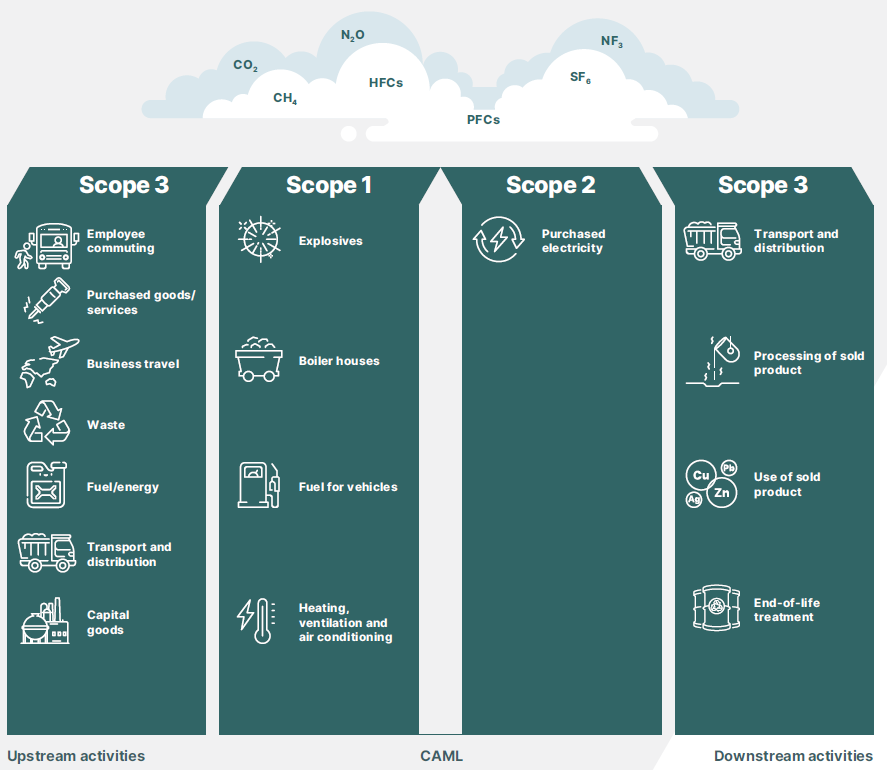 N₂O
NF₃
CO₂
SF₆
HFCs
CH₄
PFCs
Scope 3
Employee
commuting
Purchased goods/
services
Business travel
Waste
Fuel/energy
Transport and
distribution
Capital
goods
Scope 1
Explosives
Boiler houses
Fuel for vehicles
Heating,
ventilation and
air conditioning
Scope 2
Purchased
electricity
Scope 3
Transport and
distribution
Processing of sold
product
Cu
Pb
Ag
Zn
Use of sold
product
End-of-life
treatment
Upstream activities
CAML
Downstream activities